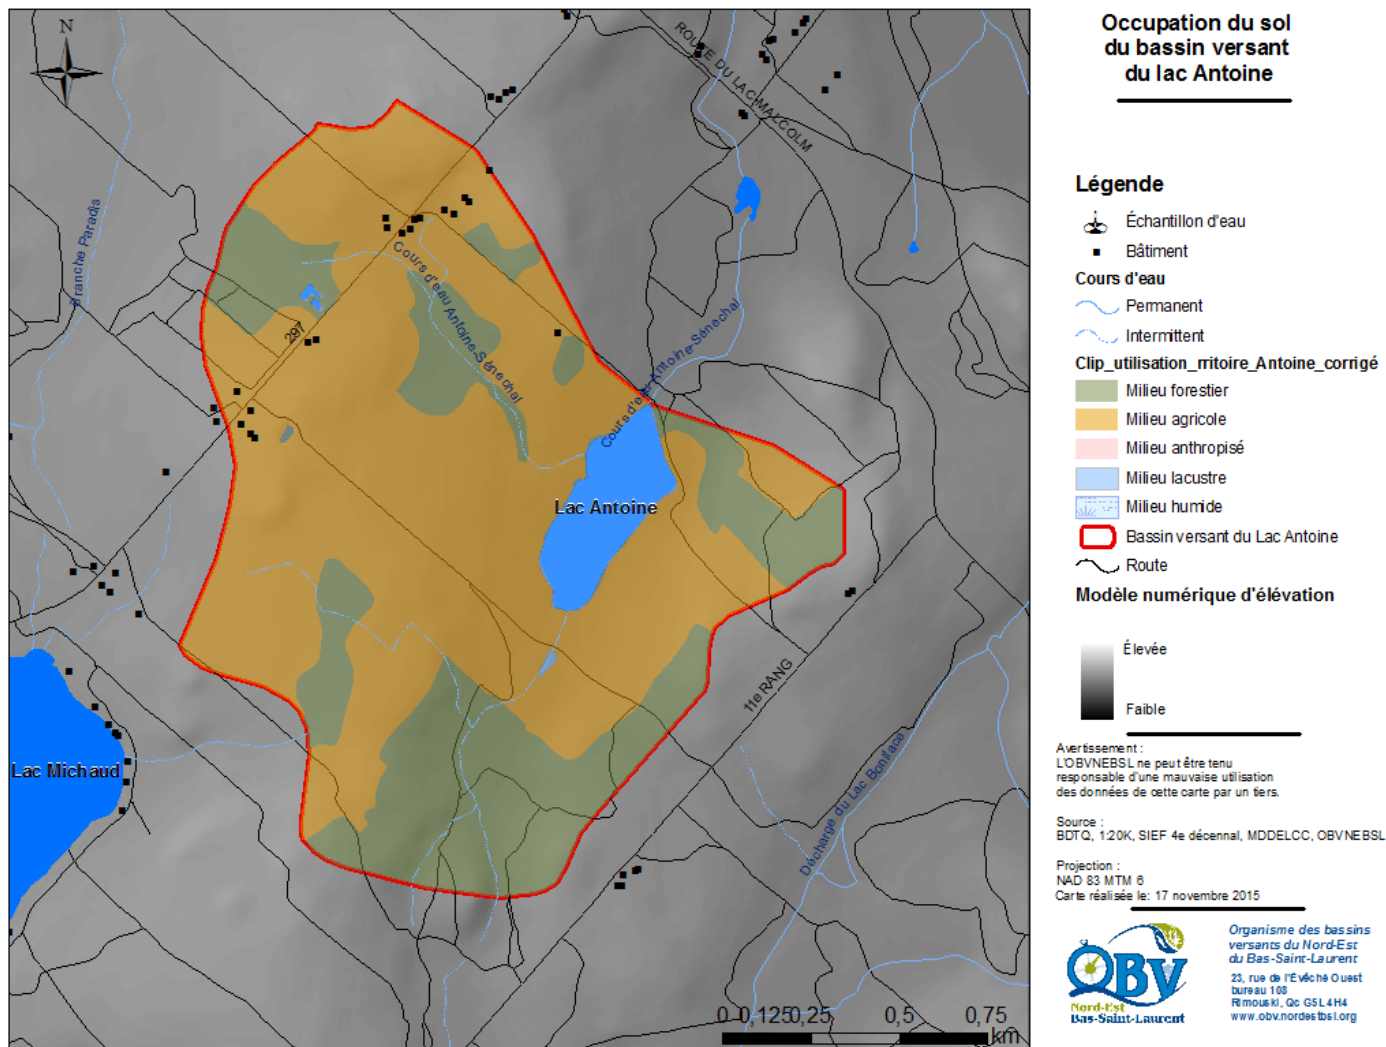 N
ROUTE DU LAC MALCOLM
Branche Paradis
Cours d'eau Antoine-Sénechal
297
Cours d'eau Antoine-Sénéchal
Lac Antoine
11e RANG
Lac Michaud
Décharge du Lac Boniface
0 0,125 0,25 0,5 0,75
km
Occupation du sol
du bassin versant
du lac Antoine
Légende
Échantillon d'eau
Bâtiment
Cours d'eau
Permanent
Intermittent
Clip_utilisation_rritoire_Antoine_corrigé
Milieu forestier
Milieu agricole
Milieu anthropisé
Milieu lacustre
Milieu humide
Bassin versant du Lac Antoine
Route
Modèle numérique d'élévation
Élevée
Faible
Avertissement :
L'OBVNEBSL ne peut être tenu
responsable d'une mauvaise utilisation
des données de cette carte par un tiers.
Source :
BDTQ, 1:20K, SIEF 4e décennal, MDDELCC, OBVNEBSL
Projection :
NAD 83 MTM 6
Carte réalisée le: 17 novembre 2015
OBV
Nord-Est
Bas-Saint-Laurent
Organisme des bassins
versants du Nord-Est
du Bas-Saint-Laurent
23, rue de l'Évêché Ouest
bureau 108
Rimouski, Qc G5L 4H4
www.obv.nordestbsl.org